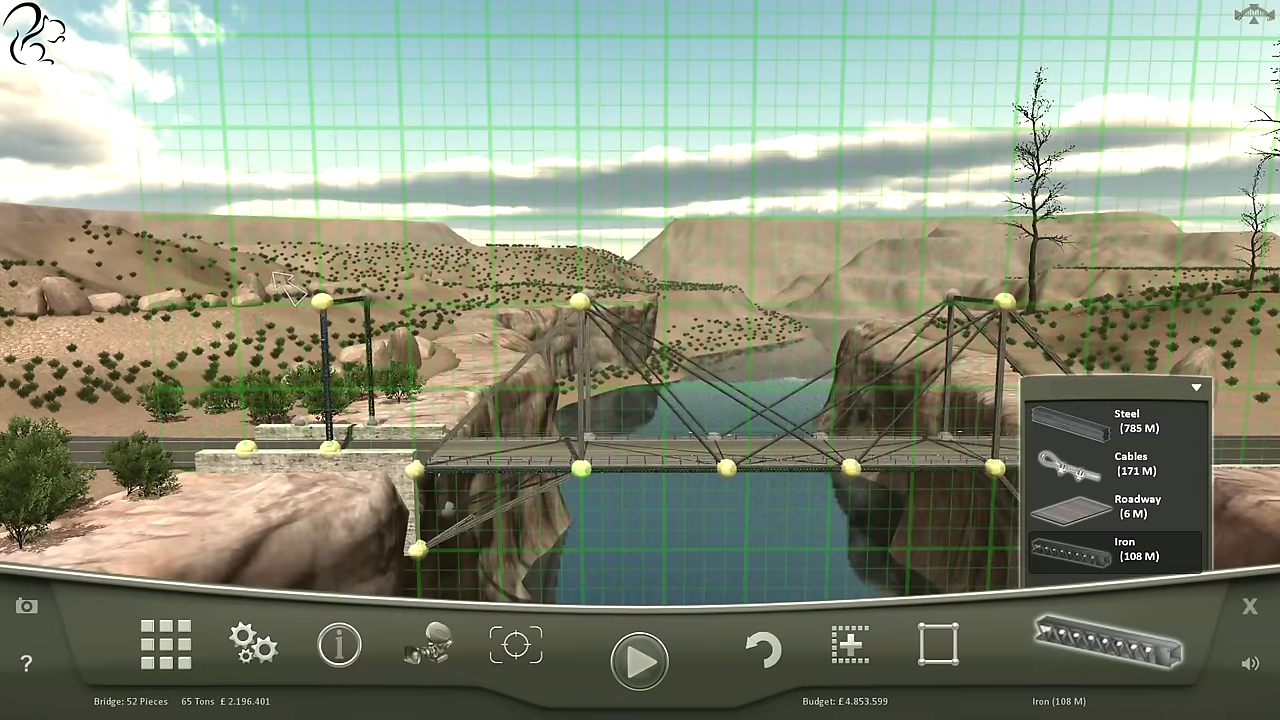 Steel
(785 M)
Cables
(171 M)
Roadway
(6 M)
Iron
(108 M)
?
X
Bridge: 52 Pieces 65 Tons £ 2.196.401
Budget: £ 4.853.599
Iron (108 M)